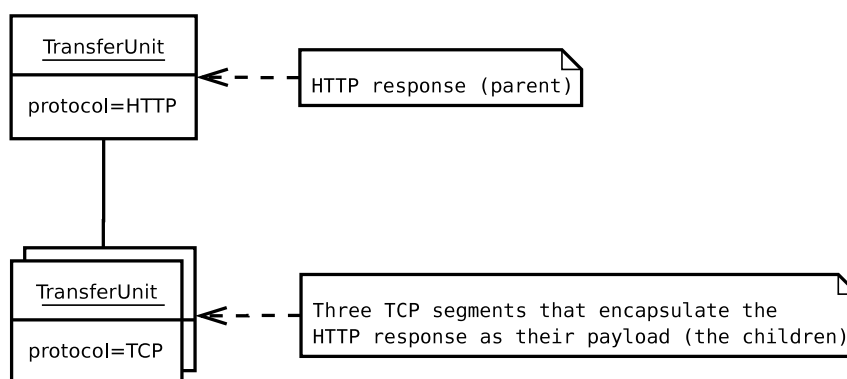 TransferUnit
protocol=HTTP
HTTP response (parent)
TransferUnit
protocol=TCP
Three TCP segments that encapsulate the
HTTP response as their payload (the children)